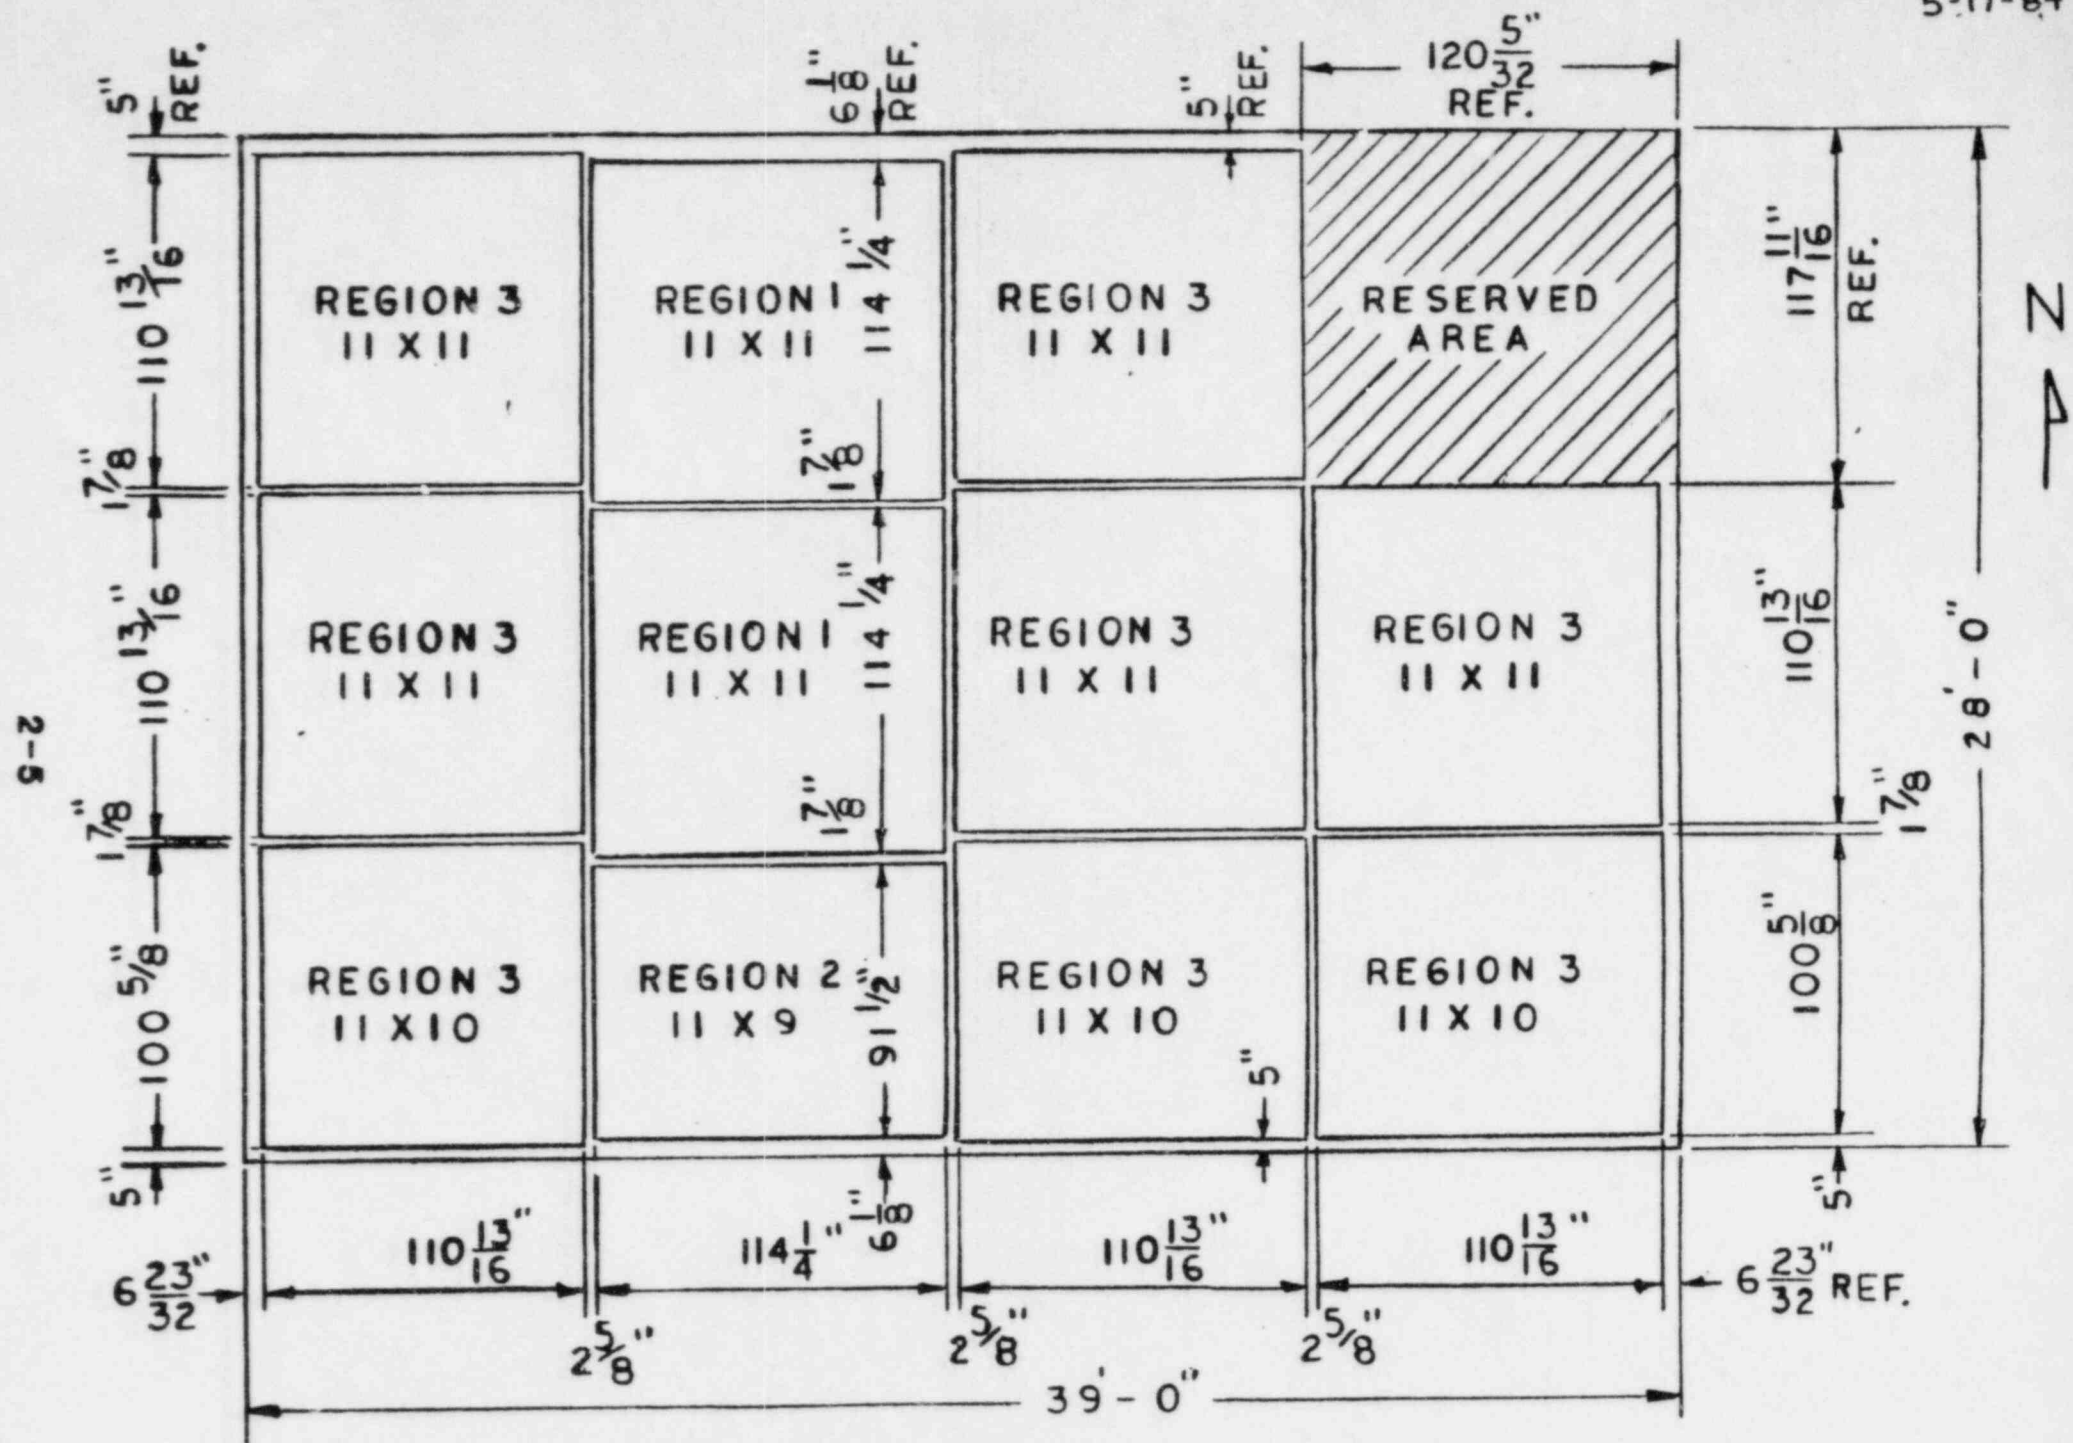 5" REF.
6 1/8" REF.
5" REF.
120 5/32" REF.
110 13/16"
REGION 3
11 X 11
REGION 1
11 X 11
114 1/4"
REGION 3
11 X 11
RESERVED
AREA
117 11/16" REF.
N
1 7/8"
1 7/8"
110 13/16"
REGION 3
11 X 11
REGION 1
11 X 11
114 1/4"
REGION 3
11 X 11
REGION 3
11 X 11
110 13/16"
28'-0"
2-5
1 7/8"
1 7/8"
1 7/8"
100 5/8"
REGION 3
11 X 10
REGION 2
11 X 9
91 1/2"
REGION 3
11 X 10
REGION 3
11 X 10
100 5/8"
5"
5"
6 1/8"
5"
110 13/16"
114 1/4"
110 13/16"
110 13/16"
6 23/32"
6 23/32" REF.
2 5/8"
2 5/8"
2 5/8"
39'-0"